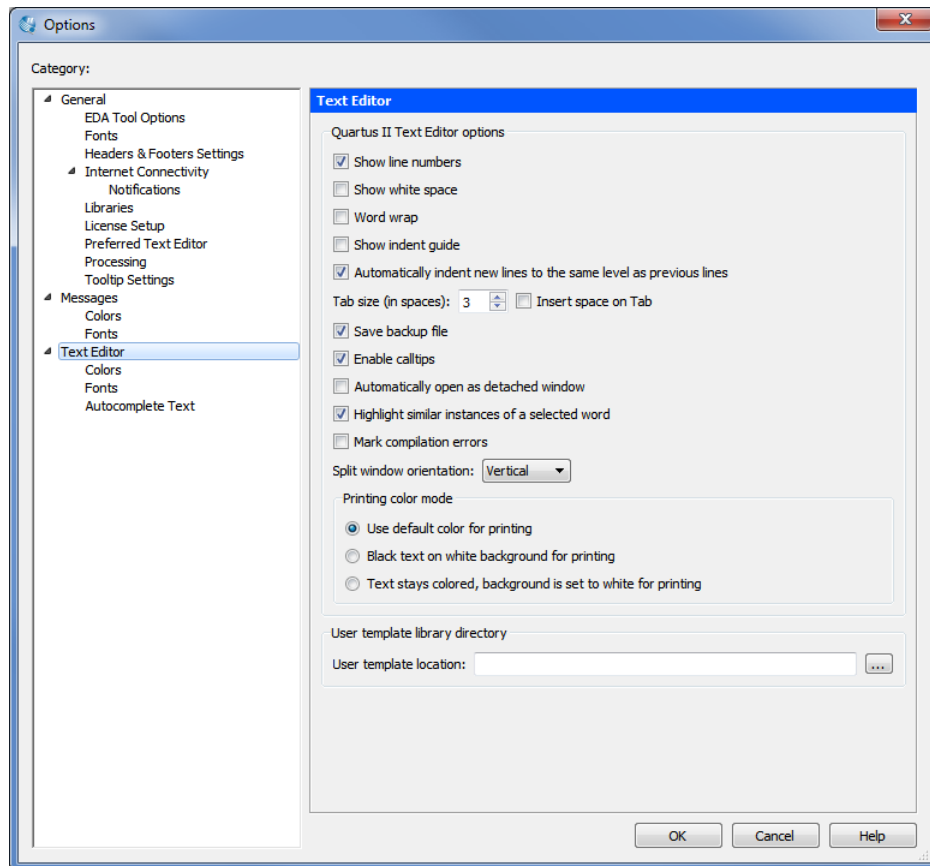 Options
Category:
General
EDA Tool Options
Fonts
Headers & Footers Settings
Internet Connectivity
Notifications
Libraries
License Setup
Preferred Text Editor
Processing
Tooltip Settings
Messages
Colors
Fonts
Text Editor
Colors
Fonts
Autocomplete Text
Text Editor
Quartus II Text Editor options
Show line numbers
Show white space
Word wrap
Show indent guide
Automatically indent new lines to the same level as previous lines
Tab size (in spaces): 3 Insert space on Tab
Save backup file
Enable calltips
Automatically open as detached window
Highlight similar instances of a selected word
Mark compilation errors
Split window orientation: Vertical
Printing color mode
Use default color for printing
Black text on white background for printing
Text stays colored, background is set to white for printing
User template library directory
User template location: ...
OK Cancel Help